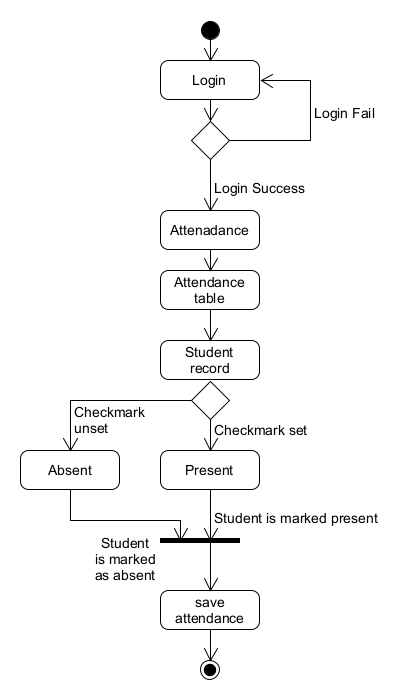 Login
Login Fail
Login Success
Attenadance
Attendance
table
Student
record
Checkmark
unset
Checkmark set
Absent
Present
Student is marked present
Student
is marked
as absent
save
attendance